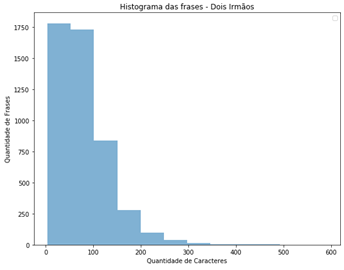 Histograma das frases - Dois Irmãos
Quantidade de Frases
1750
1500
1250
1000
750
500
250
0
0 100 200 300 400 500 600
Quantidade de Caracteres